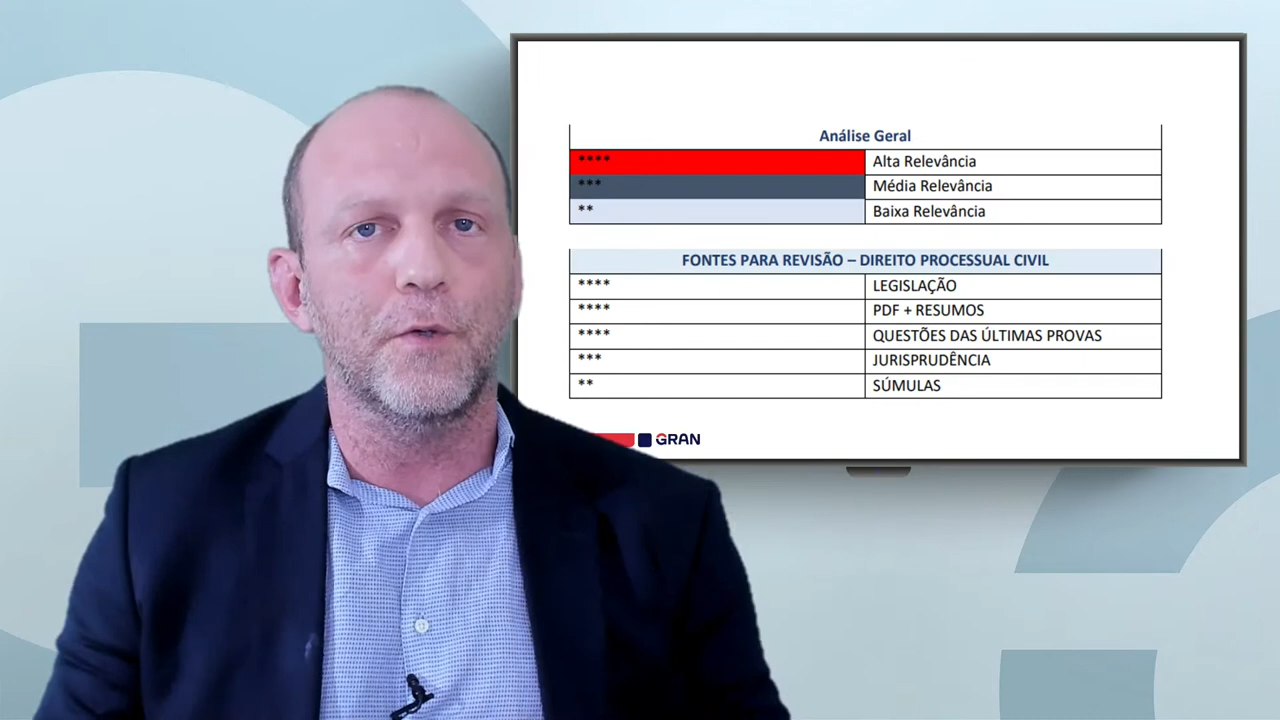 Análise Geral
**** Alta Relevância
*** Média Relevância
** Baixa Relevância
FONTES PARA REVISÃO – DIREITO PROCESSUAL CIVIL
**** LEGISLAÇÃO
**** PDF + RESUMOS
**** QUESTÕES DAS ÚLTIMAS PROVAS
*** JURISPRUDÊNCIA
** SÚMULAS
GRAN